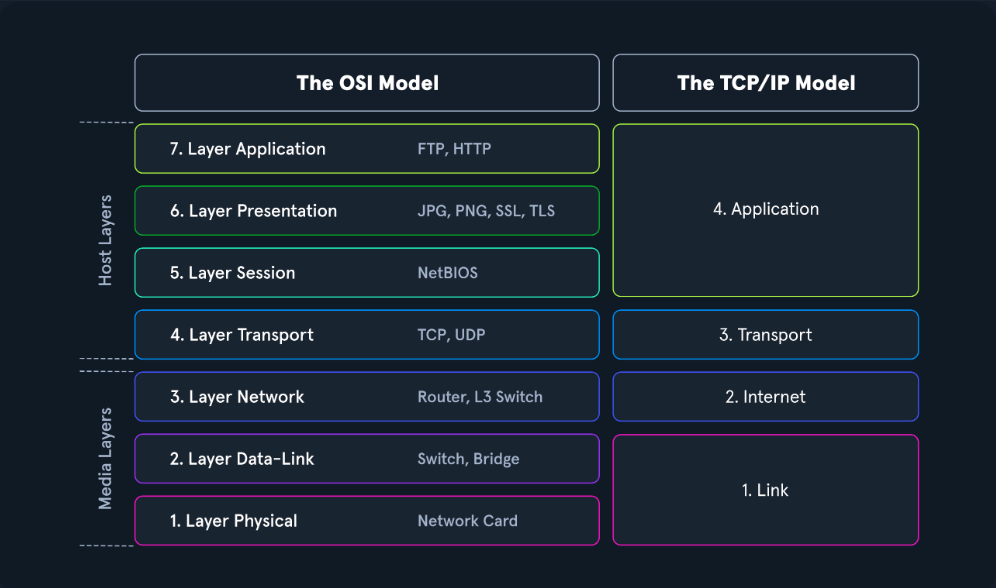 The OSI Model
The TCP/IP Model
Host Layers
7. Layer Application
FTP, HTTP
6. Layer Presentation
JPG, PNG, SSL, TLS
5. Layer Session
NetBIOS
4. Layer Transport
TCP, UDP
4. Application
3. Transport
Media Layers
3. Layer Network
Router, L3 Switch
2. Layer Data-Link
Switch, Bridge
1. Layer Physical
Network Card
2. Internet
1. Link